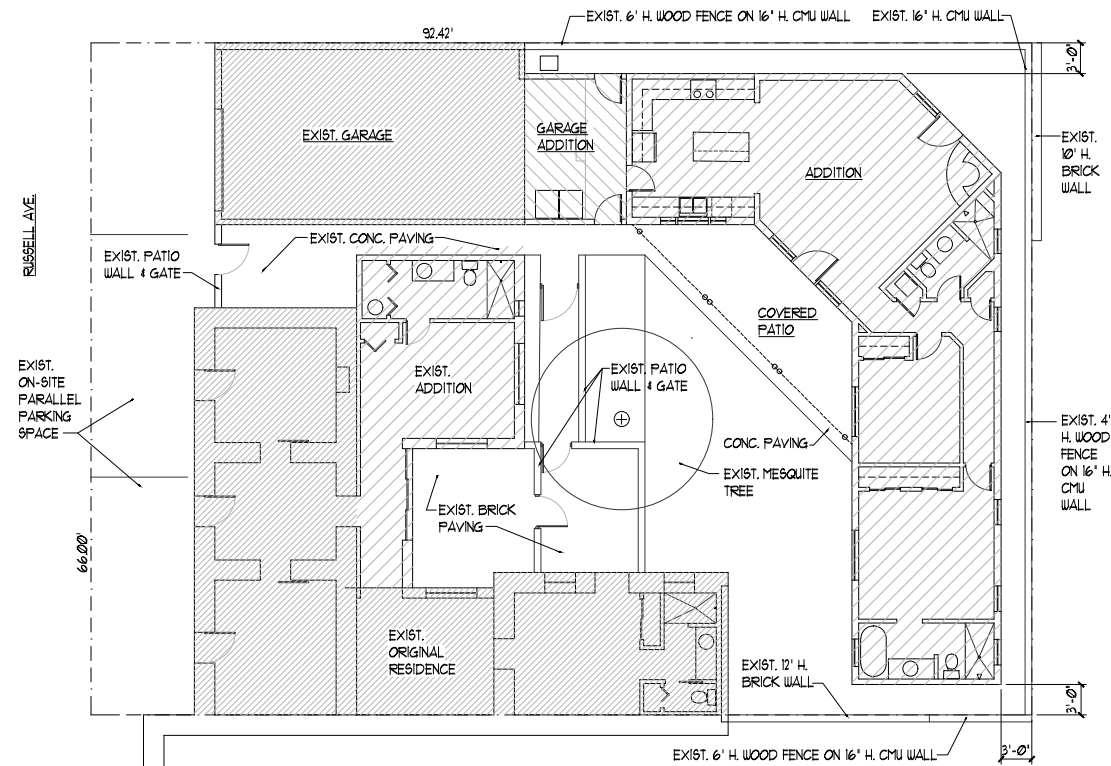 EXIST. 6' H. WOOD FENCE ON 16" H. CMU WALL
EXIST. 16" H. CMU WALL
92.42'
3'-0"
EXIST. GARAGE
GARAGE
ADDITION
ADDITION
EXIST.
10' H.
BRICK
WALL
RUSSELL AVE.
EXIST. PATIO
WALL & GATE
EXIST. CONC. PAVING
COVERED
PATIO
EXIST.
ON-SITE
PARALLEL
PARKING
SPACE
EXIST.
ADDITION
EXIST. PATIO
WALL & GATE
CONC. PAVING
EXIST. MESQUITE
TREE
EXIST. 4'
H. WOOD
FENCE
ON 16" H.
CMU
WALL
EXIST. BRICK
PAVING
66.00'
EXIST.
ORIGINAL
RESIDENCE
EXIST. 12' H.
BRICK WALL
3'-0"
EXIST. 6' H. WOOD FENCE ON 16" H. CMU WALL
3'-0"